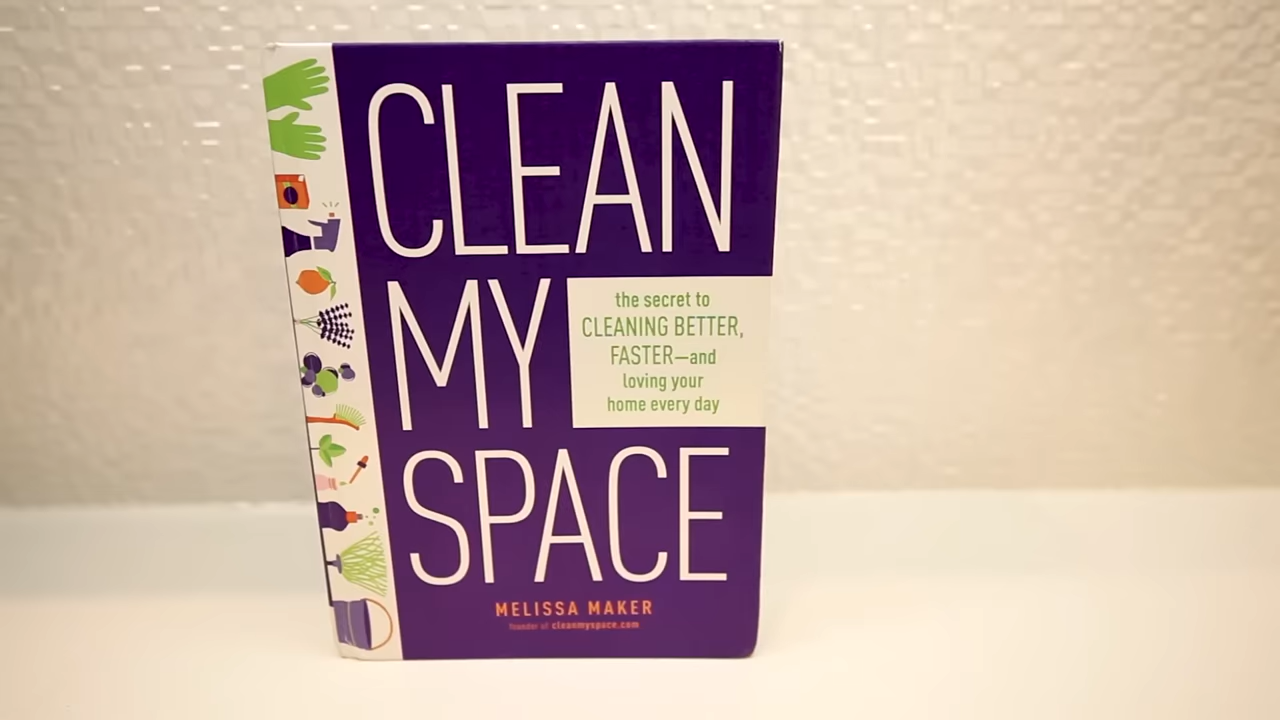 CLEAN
MY
the secret to
CLEANING BETTER,
FASTER—and
loving your
home every day
SPACE
MELISSA MAKER
founder of cleanmyspace.com